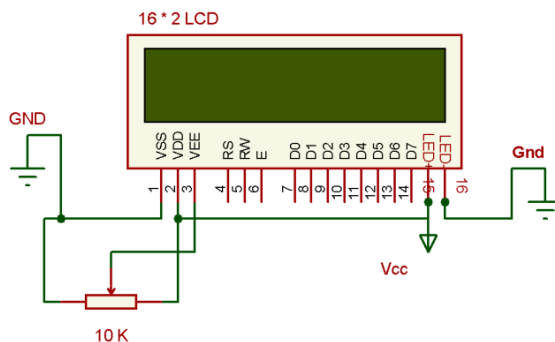 16 * 2 LCD
GND
VSS VDD VEE RS RW E D0 D1 D2 D3 D4 D5 D6 D7 LED+ LED-
Gnd
1 2 3 4 5 6 7 8 9 10 11 12 13 14 15 16
Vcc
10 K